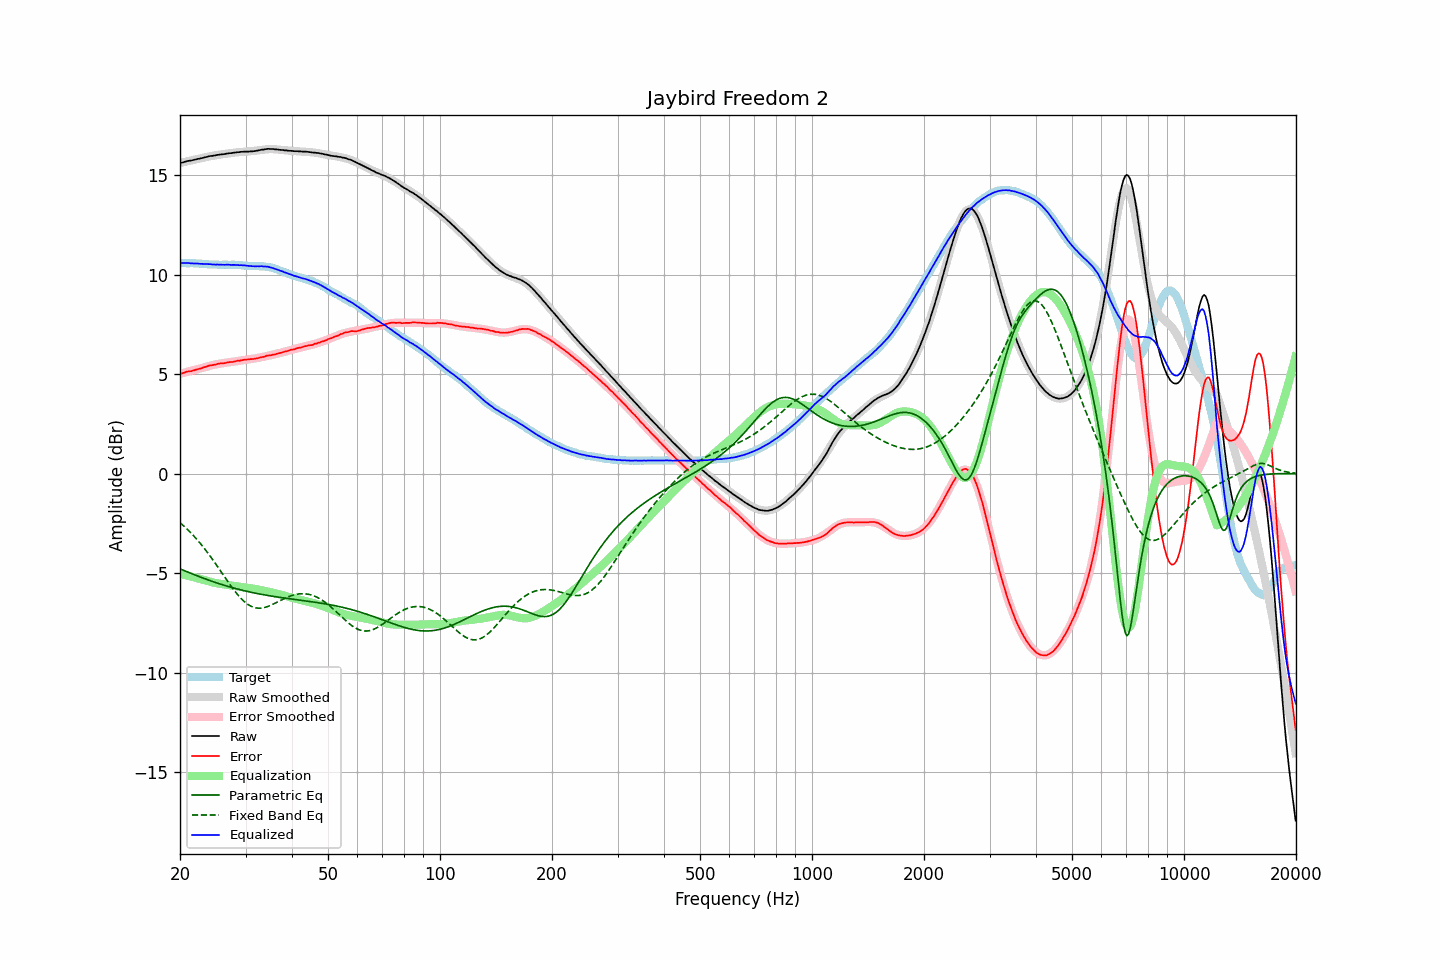 Jaybird Freedom 2
15
10
5
0
−5
−10
−15
Amplitude (dBr)
Target
Raw Smoothed
Error Smoothed
Raw
Error
Equalization
Parametric Eq
Fixed Band Eq
Equalized
20 50 100 200 500 1000 2000 5000 10000 20000
Frequency (Hz)